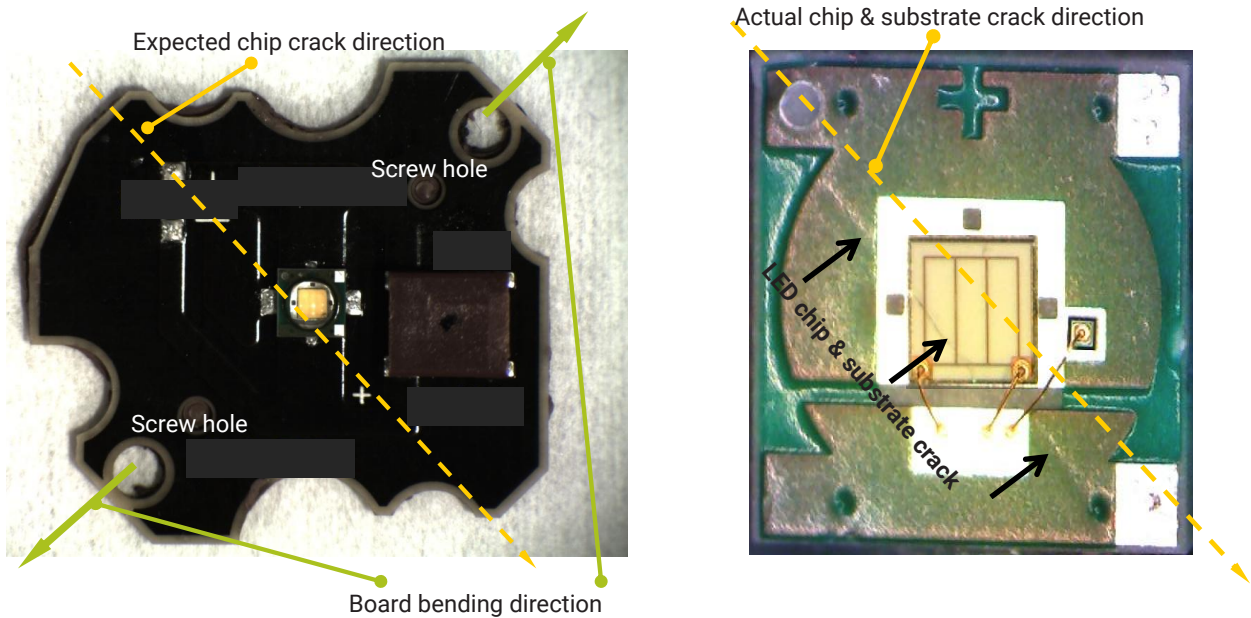 Expected chip crack direction
Screw hole
Screw hole
Board bending direction
Actual chip & substrate crack direction
LED chip & substrate crack